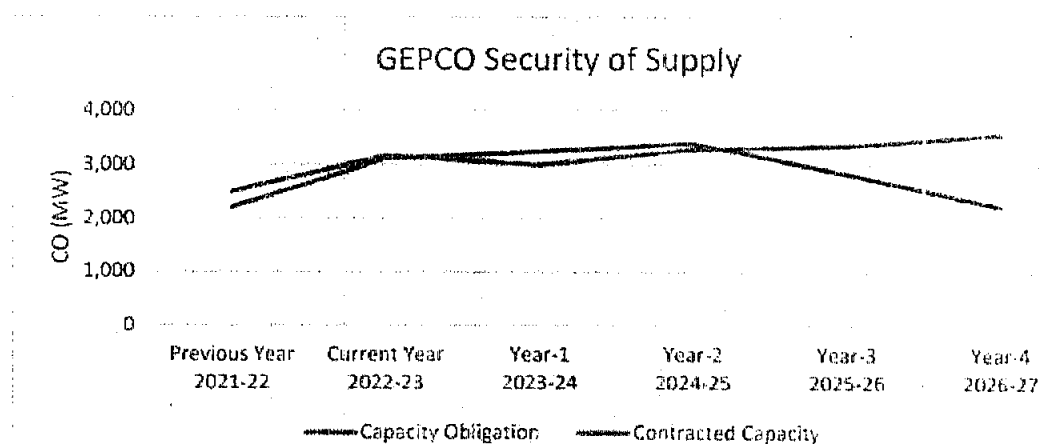 GEPCO Security of Supply
4,000
3,000
2,000
1,000
0
CO (MW)
Previous Year Current Year Year-1 Year-2 Year-3 Year-4
2021-22 2022-23 2023-24 2024-25 2025-26 2026-27
Capacity Obligation Contracted Capacity